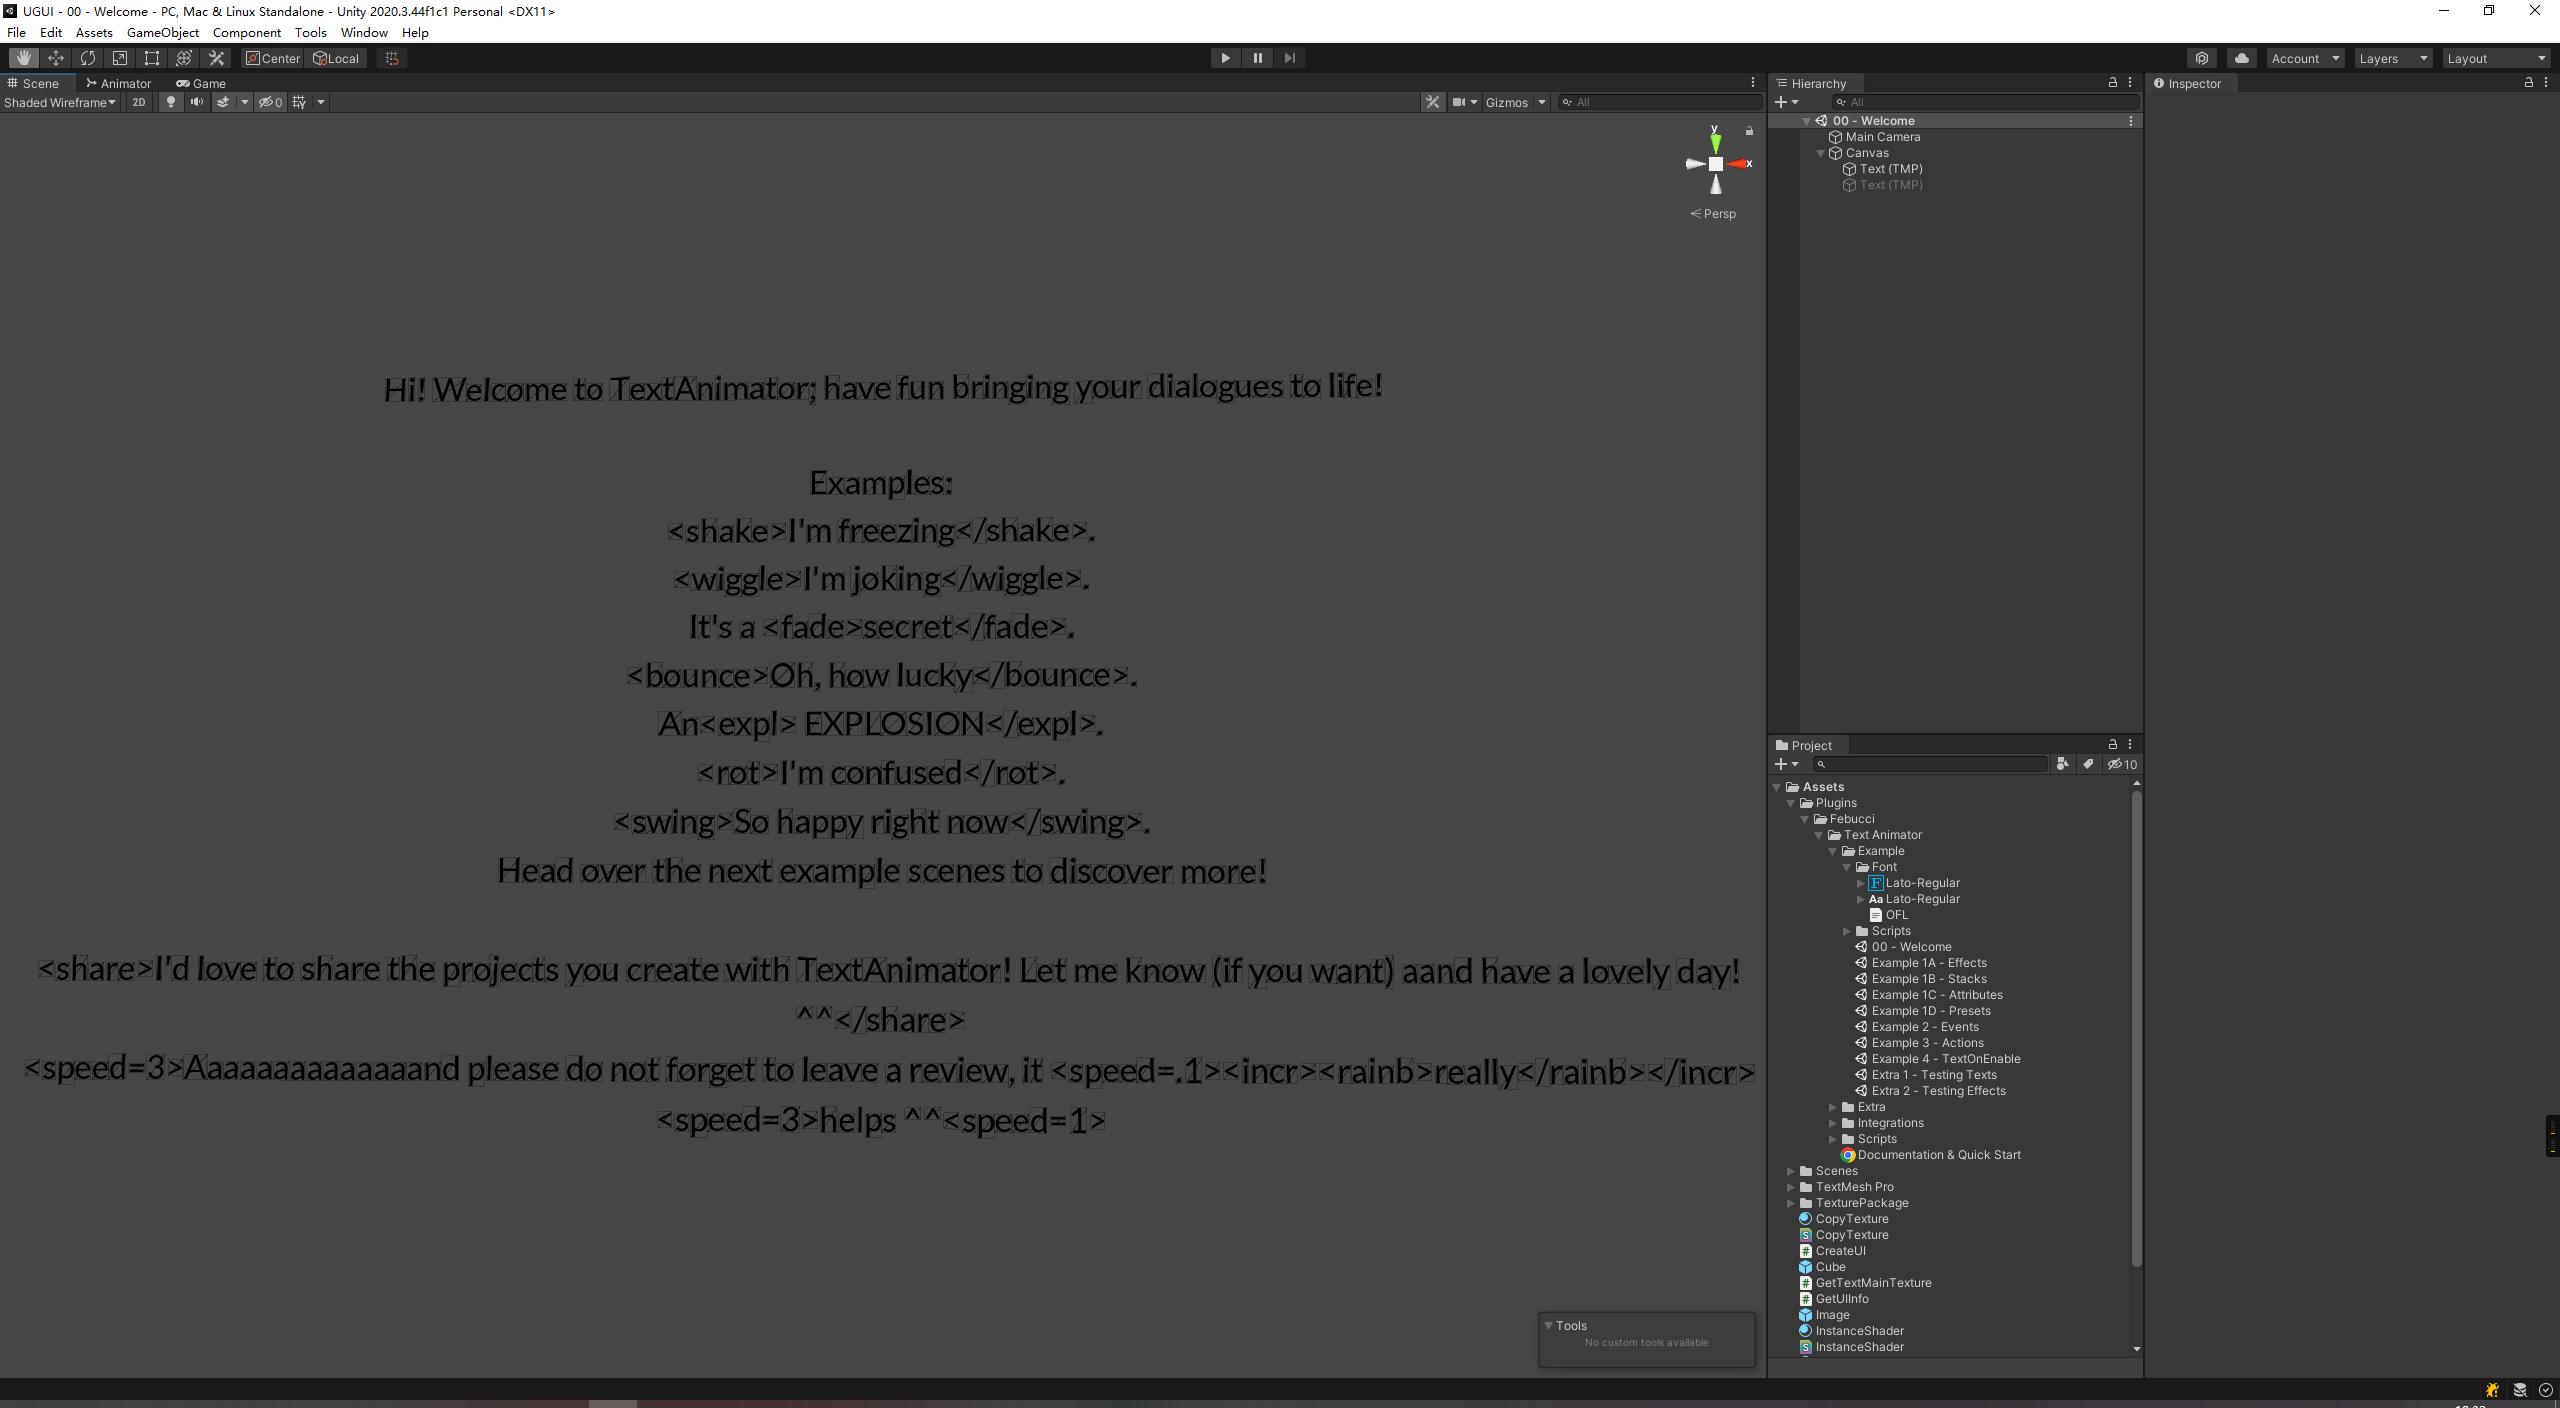 UGUI - 00 - Welcome - PC, Mac & Linux Standalone - Unity 2020.3.44f1c1 Personal <DX11>
File Edit Assets GameObject Component Tools Window Help
Center Local Account Layers Layout
Scene Animator Game
Shaded Wireframe 2D 0 Gizmos All
y
x
Persp
Hi! Welcome to TextAnimator; have fun bringing your dialogues to life!
Examples:
<shake>I'm freezing</shake>.
<wiggle>I'm joking</wiggle>.
It's a <fade>secret</fade>.
<bounce>Oh, how lucky</bounce>.
An<expl> EXPLOSION</expl>.
<rot>I'm confused</rot>.
<swing>So happy right now</swing>.
Head over the next example scenes to discover more!
<share>I'd love to share the projects you create with TextAnimator! Let me know (if you want) aand have a lovely day!
^^</share>
<speed=3>Aaaaaaaaaaaaaand please do not forget to leave a review, it <speed=.1><incr><rainb>really</rainb></incr>
<speed=3>helps ^^<speed=1>
Tools
No custom tools available
Hierarchy
All
00 - Welcome
Main Camera
Canvas
Text (TMP)
Text (TMP)
Project
10
Assets
Plugins
Febucci
Text Animator
Example
Font
F Lato-Regular
Aa Lato-Regular
OFL
Scripts
00 - Welcome
Example 1A - Effects
Example 1B - Stacks
Example 1C - Attributes
Example 1D - Presets
Example 2 - Events
Example 3 - Actions
Example 4 - TextOnEnable
Extra 1 - Testing Texts
Extra 2 - Testing Effects
Extra
Integrations
Scripts
Documentation & Quick Start
Scenes
TextMesh Pro
TexturePackage
CopyTexture
S CopyTexture
# CreateUI
Cube
# GetTextMainTexture
# GetUIInfo
Image
InstanceShader
S InstanceShader
Inspector